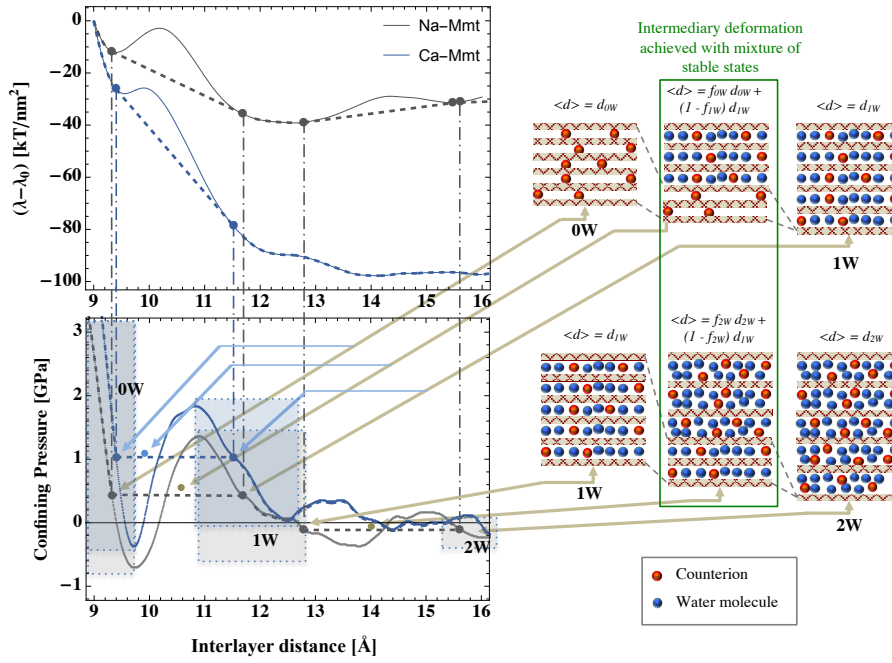 Na−Mmt
Ca−Mmt
(λ−λ0) [kT/nm²]
0
−20
−40
−60
−80
−100
9
10
11
12
13
14
15
16
Confining Pressure [GPa]
3
2
1
0
−1
0W
1W
2W
9
10
11
12
13
14
15
16
Interlayer distance [Å]
Intermediary deformation
achieved with mixture of
stable states
<d> = d0W
<d> = f0W d0W +
(1 - f1W) d1W
<d> = d1W
0W
1W
<d> = d1W
<d> = f2W d2W +
(1 - f2W) d1W
<d> = d2W
1W
2W
Counterion
Water molecule